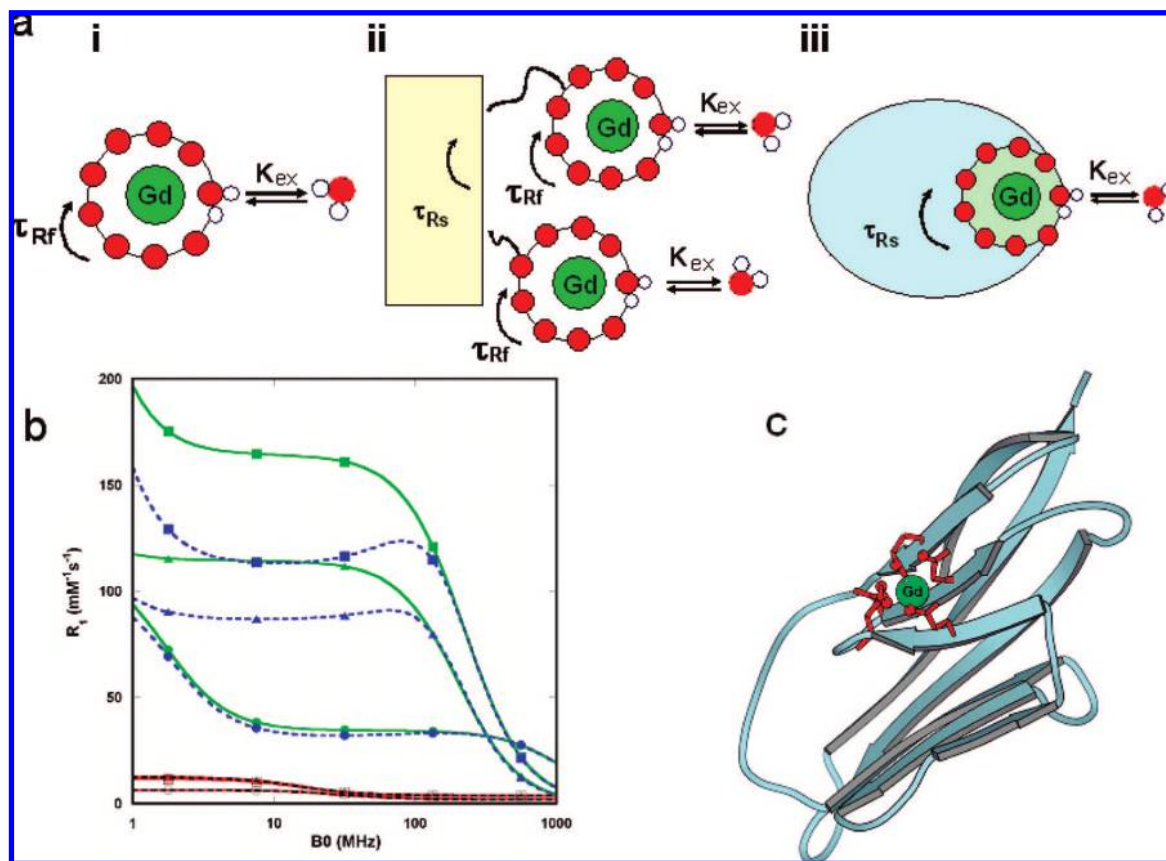 a
i
ii
iii
Gd
τRf
Kex
τRs
Gd
τRf
Kex
Gd
τRf
Kex
τRs
Gd
Kex
b
200
150
100
50
0
R1 (mM-1s-1)
1
10
100
1000
B0 (MHz)
c
Gd